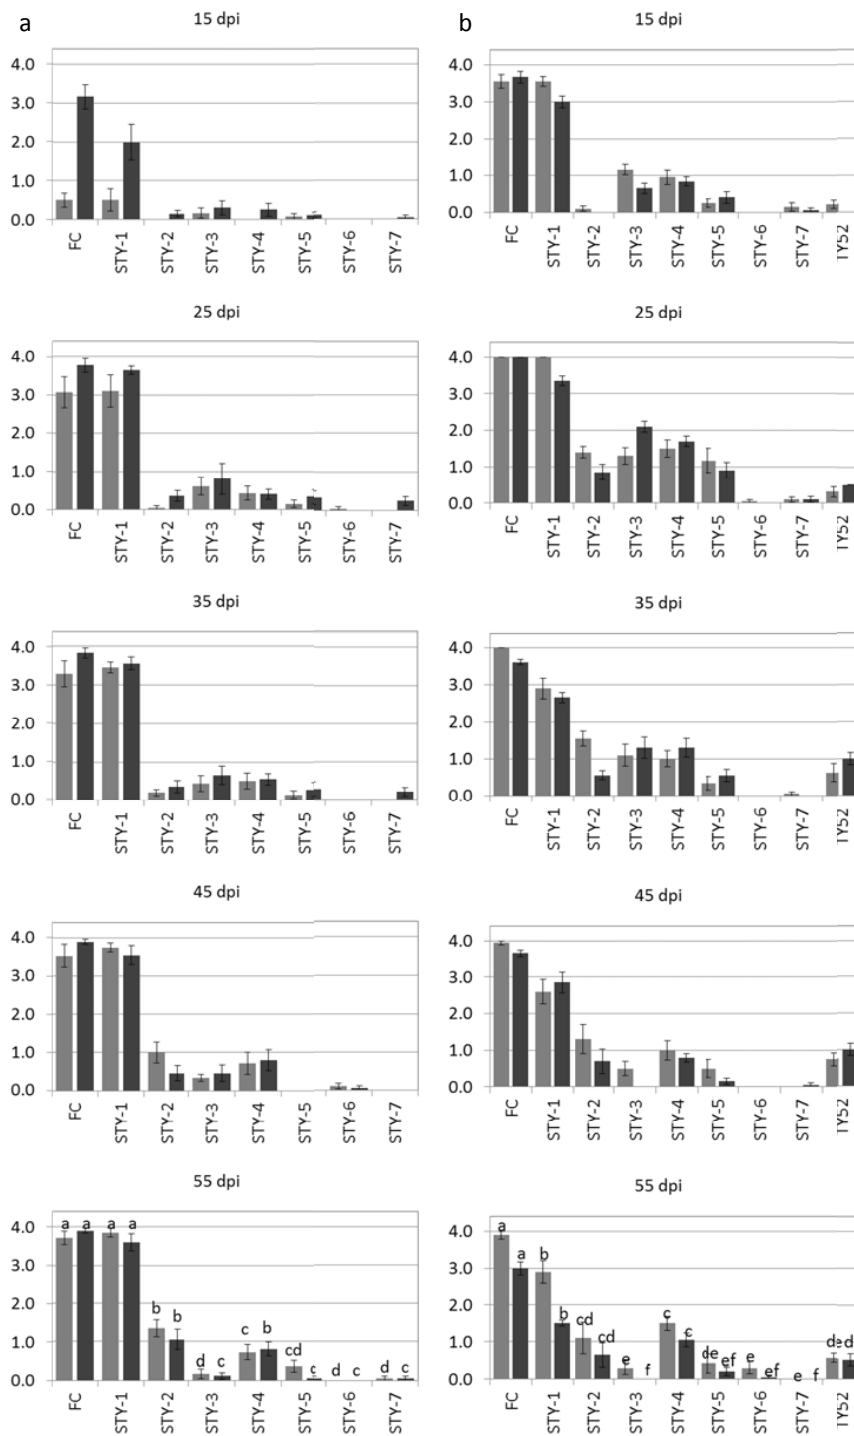 a
15 dpi
4.0
3.0
2.0
1.0
0.0
FC STY-1 STY-2 STY-3 STY-4 STY-5 STY-6 STY-7
25 dpi
4.0
3.0
2.0
1.0
0.0
FC STY-1 STY-2 STY-3 STY-4 STY-5 STY-6 STY-7
35 dpi
4.0
3.0
2.0
1.0
0.0
FC STY-1 STY-2 STY-3 STY-4 STY-5 STY-6 STY-7
45 dpi
4.0
3.0
2.0
1.0
0.0
FC STY-1 STY-2 STY-3 STY-4 STY-5 STY-6 STY-7
55 dpi
4.0
3.0
2.0
1.0
0.0
a a a a b b d d c b cd c d c d c
FC STY-1 STY-2 STY-3 STY-4 STY-5 STY-6 STY-7
b
15 dpi
4.0
3.0
2.0
1.0
0.0
FC STY-1 STY-2 STY-3 STY-4 STY-5 STY-6 STY-7 TY52
25 dpi
4.0
3.0
2.0
1.0
0.0
FC STY-1 STY-2 STY-3 STY-4 STY-5 STY-6 STY-7 TY52
35 dpi
4.0
3.0
2.0
1.0
0.0
FC STY-1 STY-2 STY-3 STY-4 STY-5 STY-6 STY-7 TY52
45 dpi
4.0
3.0
2.0
1.0
0.0
FC STY-1 STY-2 STY-3 STY-4 STY-5 STY-6 STY-7 TY52
55 dpi
4.0
3.0
2.0
1.0
0.0
a a b b cd cd e f c c de ef e ef e f de de
FC STY-1 STY-2 STY-3 STY-4 STY-5 STY-6 STY-7 TY52